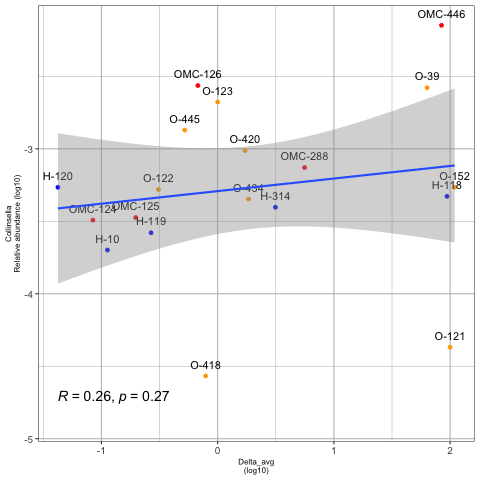 OMC-446
OMC-126
O-39
O-123
O-445
O-420
-3
OMC-288
H-120
O-122
O-152
O-434
H-118
OMC-124
OMC-125
H-314
H-119
H-10
Collinsella
Relative abundantes (log10)
-4
O-121
O-418
R = 0.26, p = 0.27
-5
-1
0
1
2
Delta_avg
(log10)